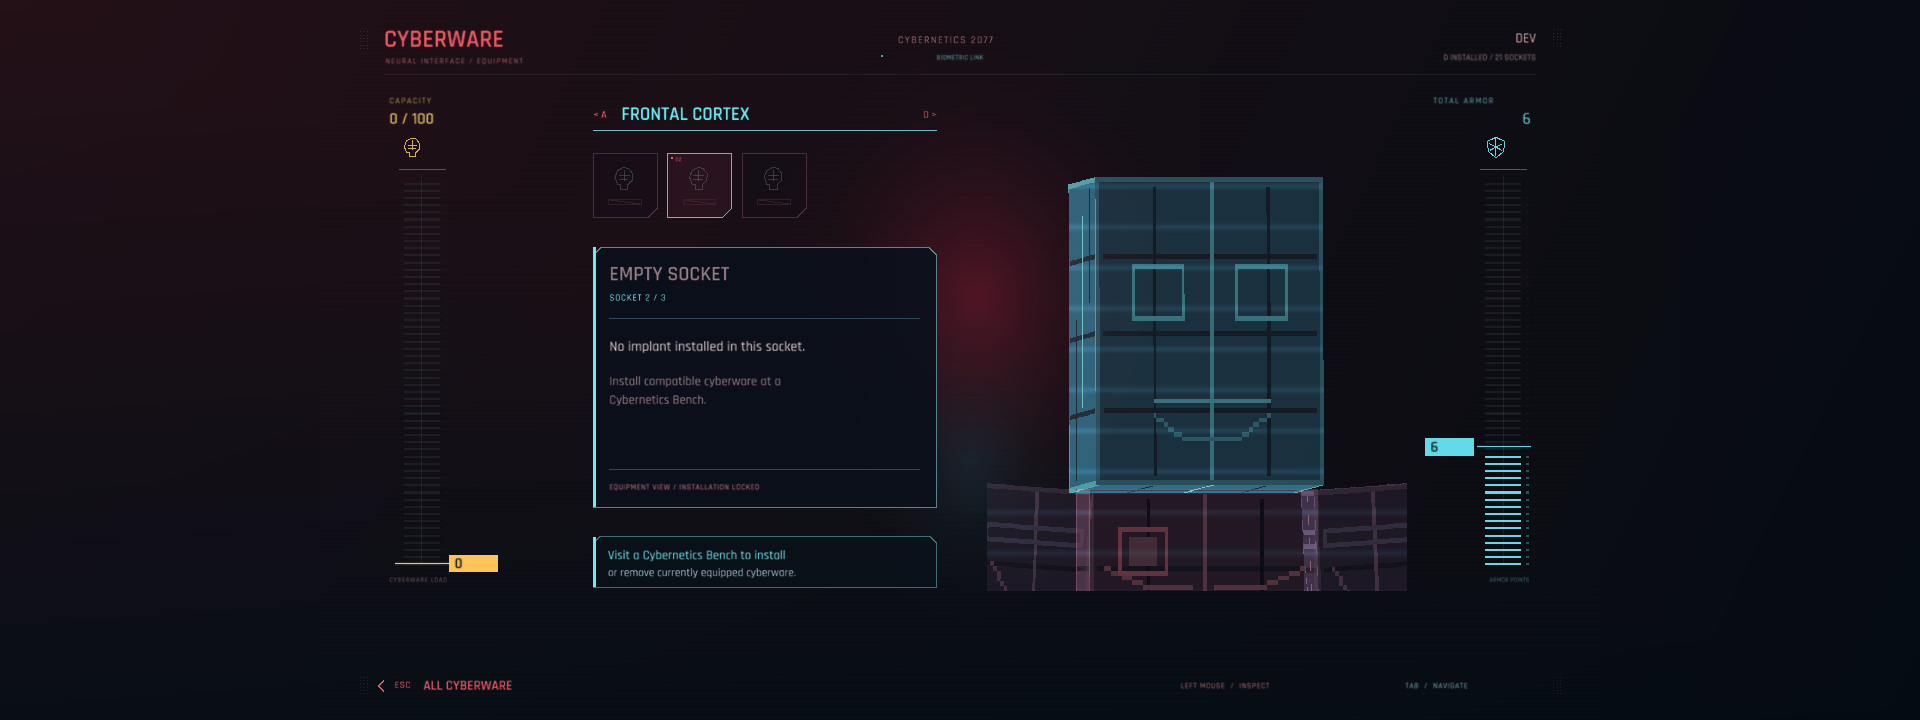 CYBERWARE
NEURAL INTERFACE / EQUIPMENT
CYBERNETICS 2077
BIOMETRIC LINK
DEV
0 INSTALLED / 21 SOCKETS
CAPACITY
0 / 100
< A
FRONTAL CORTEX
D >
TOTAL ARMOR
6
02
EMPTY SOCKET
SOCKET 2 / 3
No implant installed in this socket.
Install compatible cyberware at a
Cybernetics Bench.
EQUIPMENT VIEW / INSTALLATION LOCKED
6
0
CYBERWARE LOAD
Visit a Cybernetics Bench to install
or remove currently equipped cyberware.
ARMOR POINTS
ESC
ALL CYBERWARE
LEFT MOUSE / INSPECT
TAB / NAVIGATE